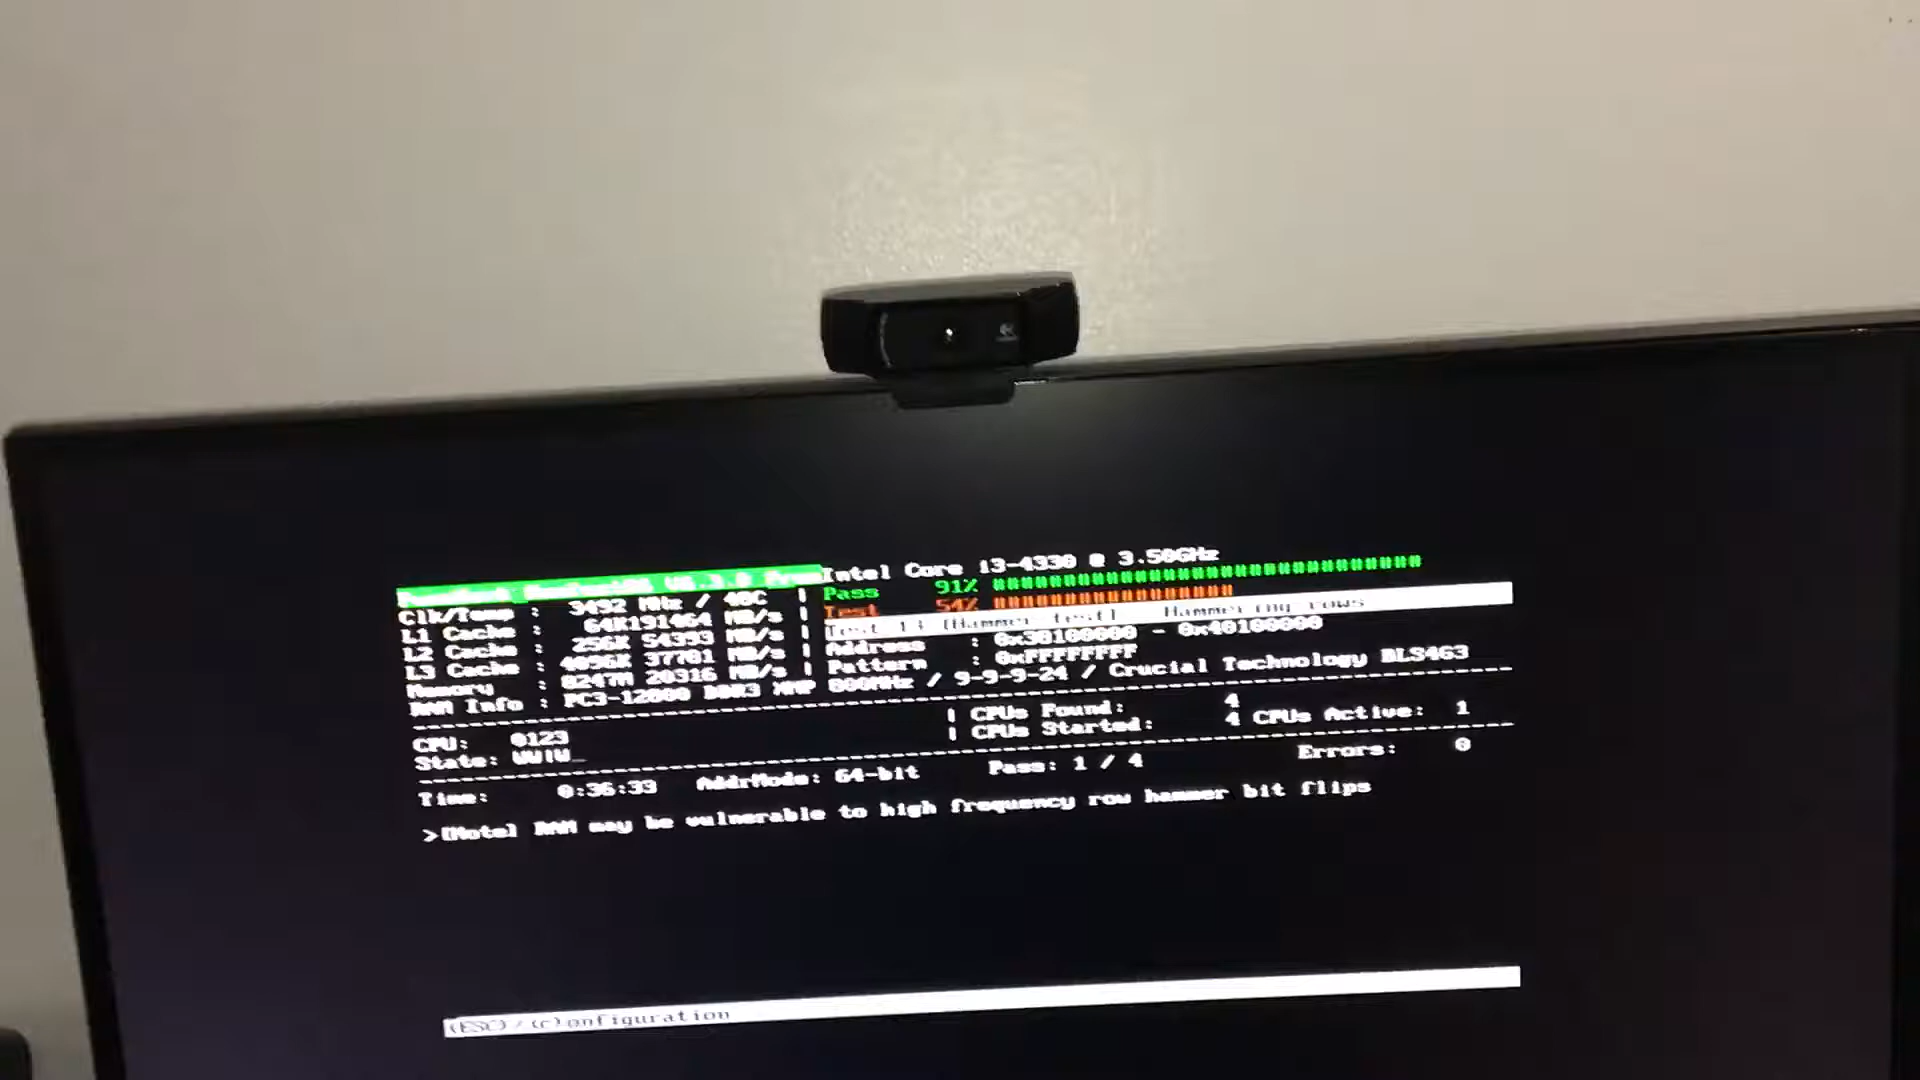 PassMark MemTest86 V6.3.0 Free Intel Core i3-4330 @ 3.50GHz
Clk/Temp : 3492 MHz / 40C | Pass 91%
L1 Cache : 64K 191464 MB/s | Test 54%
L2 Cache : 256K 54393 MB/s | Test 13 [Hammer test] Hammering rows
L3 Cache : 4096K 37701 MB/s | Address : 0x30100000 - 0x40100000
Memory : 8247M 20316 MB/s | Pattern : 0xFFFFFFFF
RAM Info : PC3-12800 DDR3 XMP 800MHz / 9-9-9-24 / Crucial Technology BLS463
CPU: 0123 | CPUs Found: 4
State: WW|W_ | CPUs Started: 4 CPUs Active: 1
Time: 0:36:33 AddrMode: 64-bit Pass: 1 / 4 Errors: 0
>[Note] RAM may be vulnerable to high frequency row hammer bit flips
(ESC)/(c)onfiguration